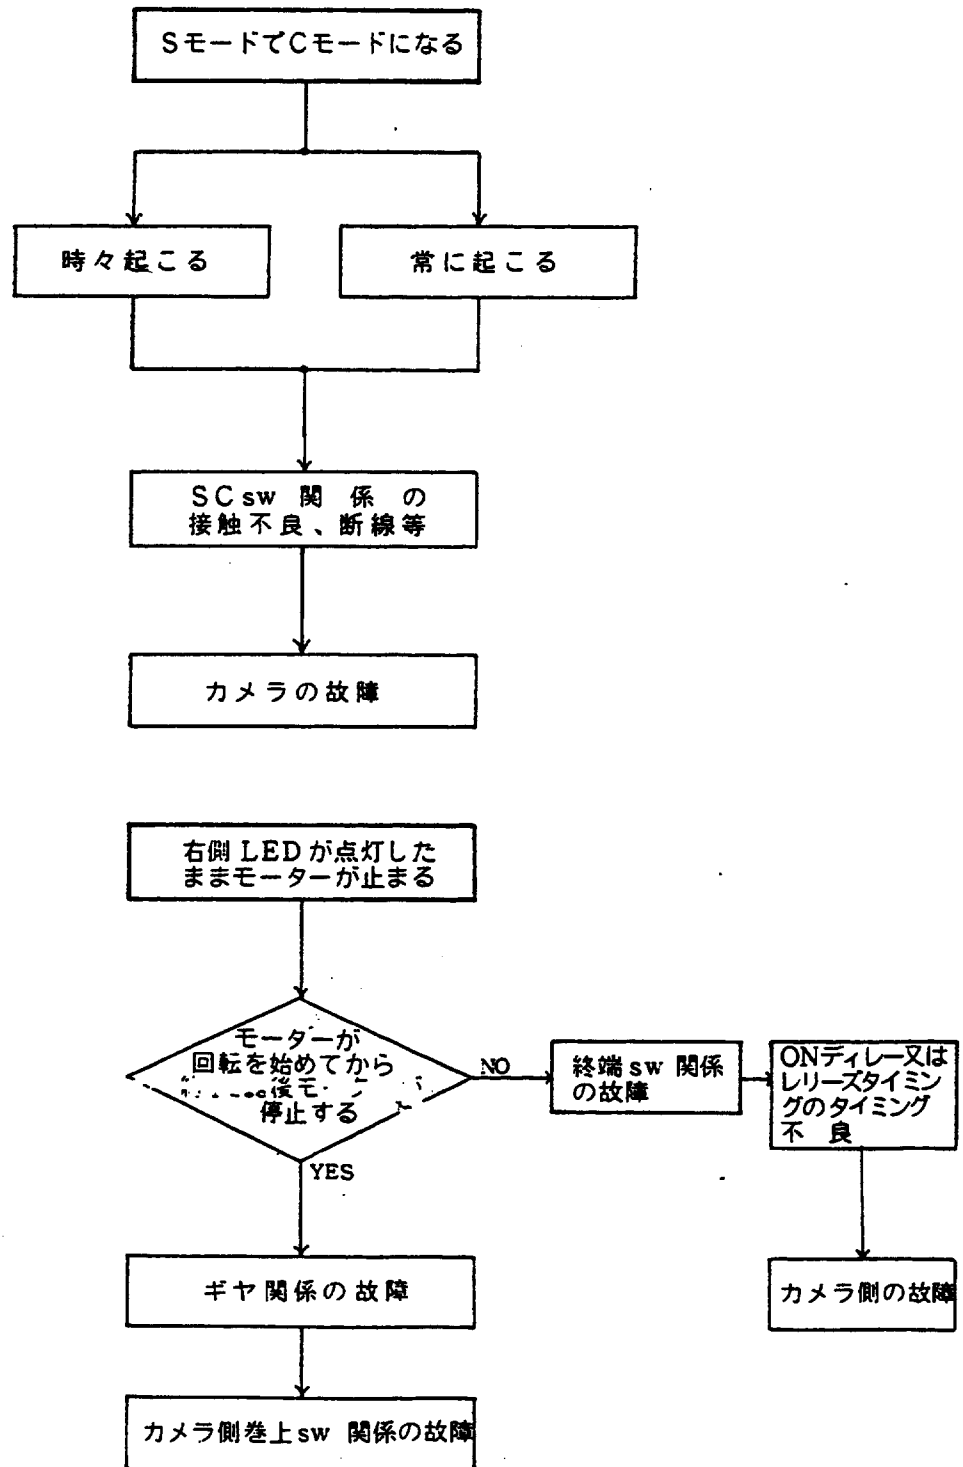 SモードでCモードになる
時々起こる
常に起こる
SCsw 関係の
接触不良、断線等
カメラの故障
右側LEDが点灯した
ままモーターが止まる
モーターが
回転を始めてから
後モ
停止する
NO
終端sw 関係
の故障
ONディレー又は
レリーズタイミン
グのタイミング
不良
YES
ギヤ関係の故障
カメラ側の故障
カメラ側巻上sw 関係の故障